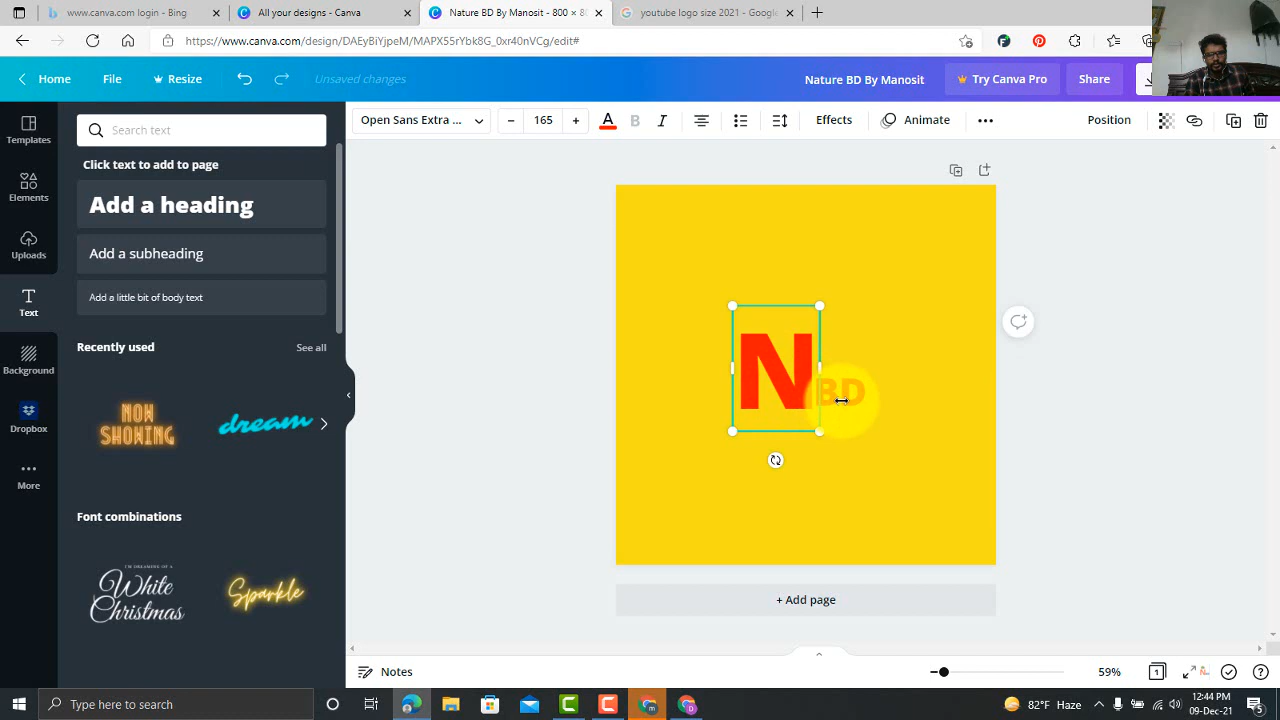 www.canva.com login - Bing
All your designs - Canva
Nature BD By Manosit - 800 × 80
youtube logo size 2021 - Google
https://www.canva.com/design/DAEyBiYjpeM/MAPX55rYbk8G_0xr40nVCg/edit#
Home
File
Resize
Unsaved changes
Nature BD By Manosit
Try Canva Pro
Share
Open Sans Extra ...
165
A
B
I
Effects
Animate
Position
Templates
Elements
Uploads
Text
Background
Dropbox
More
Search text
Click text to add to page
Add a heading
Add a subheading
Add a little bit of body text
Recently used
See all
NOW
SHOWING
dream
Font combinations
I'M DREAMING OF A
White
Christmas
Sparkle
N
BD
+ Add page
Notes
59%
1
Type here to search
82°F Haze
12:44 PM
09-Dec-21